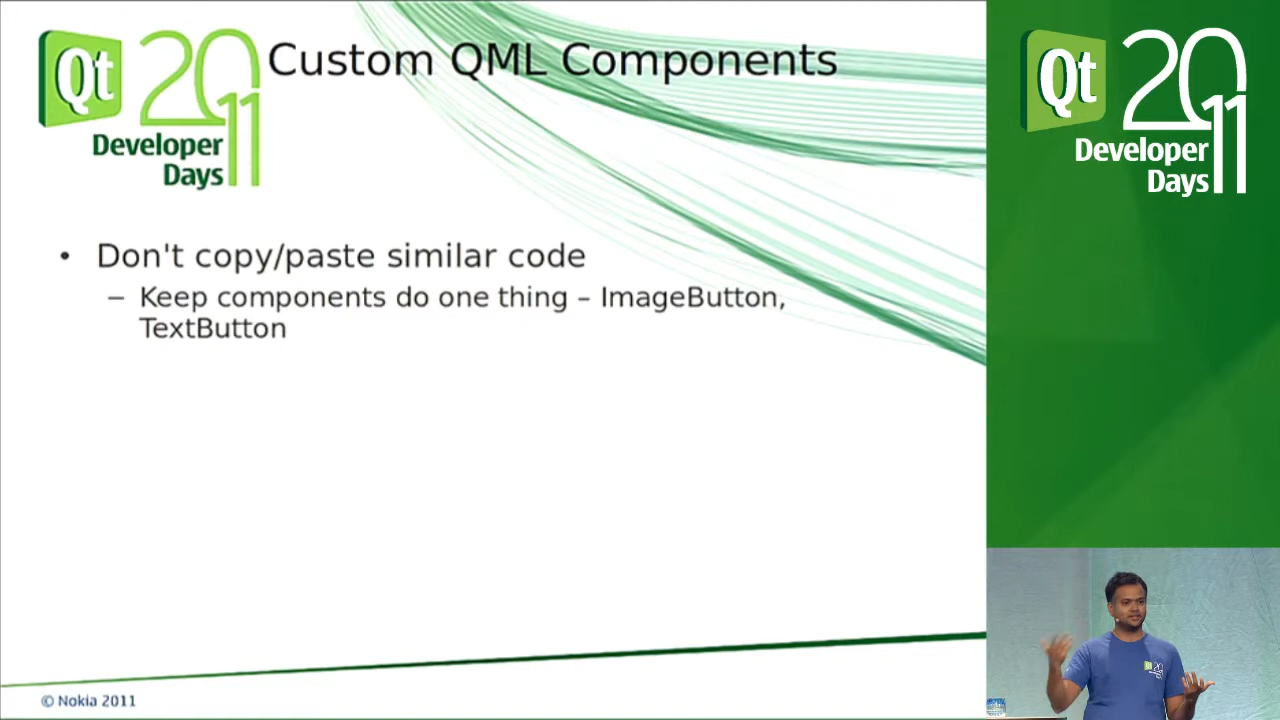 Qt 2011
Developer
Days
Custom QML Components
• Don't copy/paste similar code
– Keep components do one thing – ImageButton,
TextButton
© Nokia 2011
Qt 2011
Developer
Days